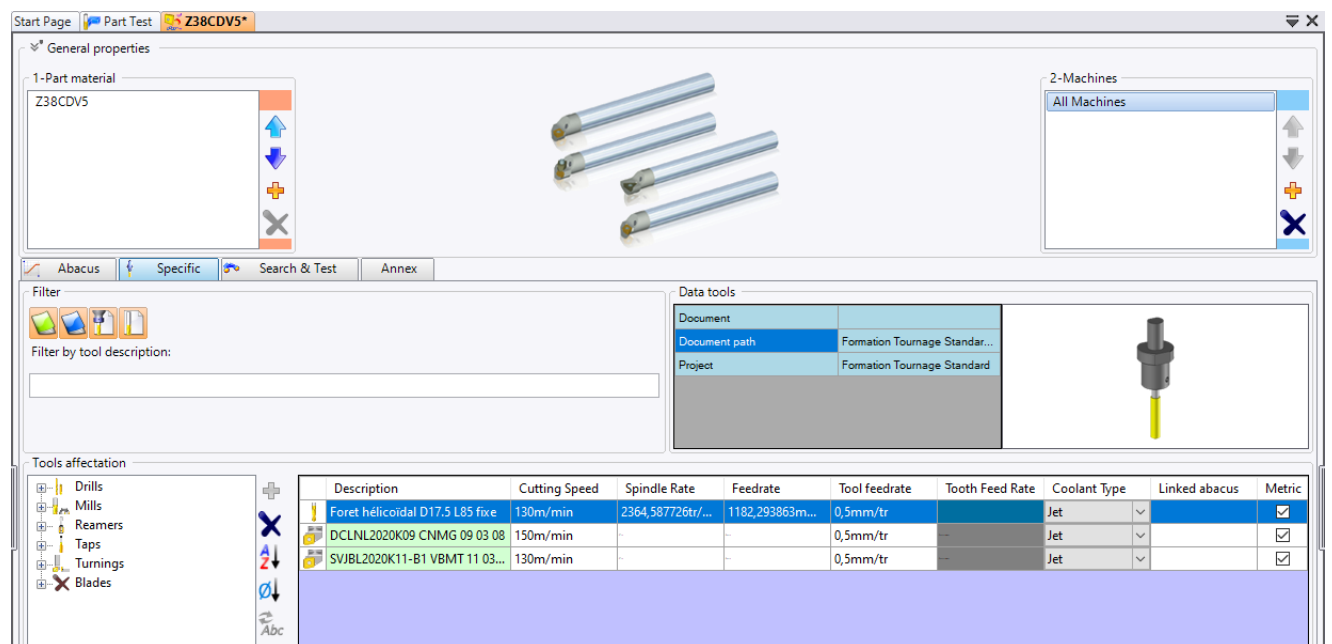 Start Page Part Test Z38CDV5*
General properties
1-Part material
Z38CDV5
2-Machines
All Machines
Abacus Specific Search & Test Annex
Filter
Filter by tool description:
Data tools
Document
Document path Formation Tournage Standar...
Project Formation Tournage Standard
Tools affectation
Drills
Mills
Reamers
Taps
Turnings
Blades
A
Z
Ø
Abc
Description Cutting Speed Spindle Rate Feedrate Tool feedrate Tooth Feed Rate Coolant Type Linked abacus Metric
Foret hélicoïdal D17.5 L85 fixe 130m/min 2364,587726tr/... 1182,293863m... 0,5mm/tr Jet
DCLNL2020K09 CNMG 09 03 08 150m/min -- -- 0,5mm/tr -- Jet
SVJBL2020K11-B1 VBMT 11 03... 130m/min -- -- 0,5mm/tr -- Jet